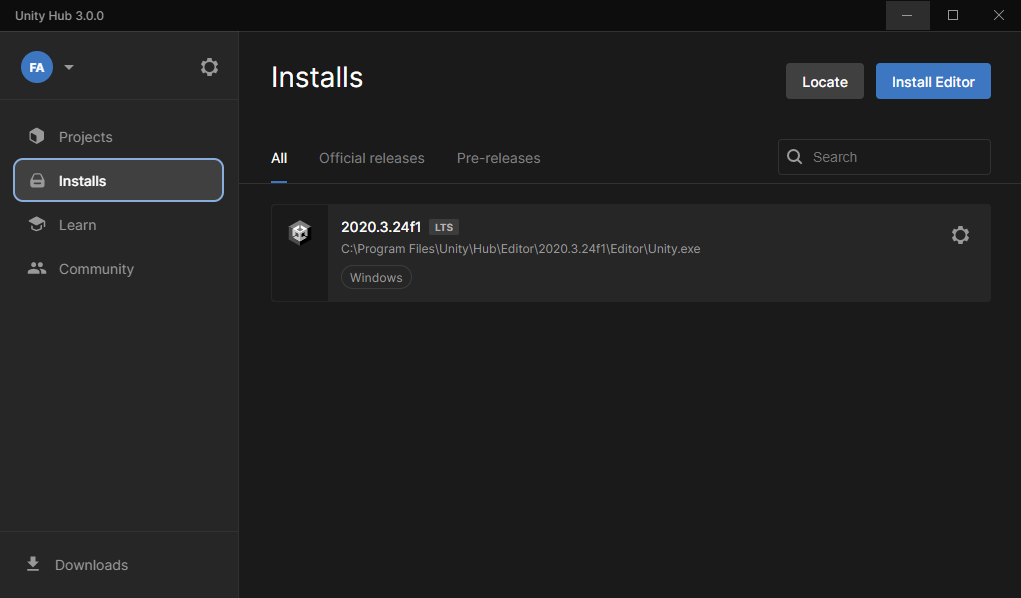 Unity Hub 3.0.0
FA
Projects
Installs
Learn
Community
Downloads
Installs
Locate
Install Editor
All
Official releases
Pre-releases
Search
2020.3.24f1 LTS
C:\Program Files\Unity\Hub\Editor\2020.3.24f1\Editor\Unity.exe
Windows